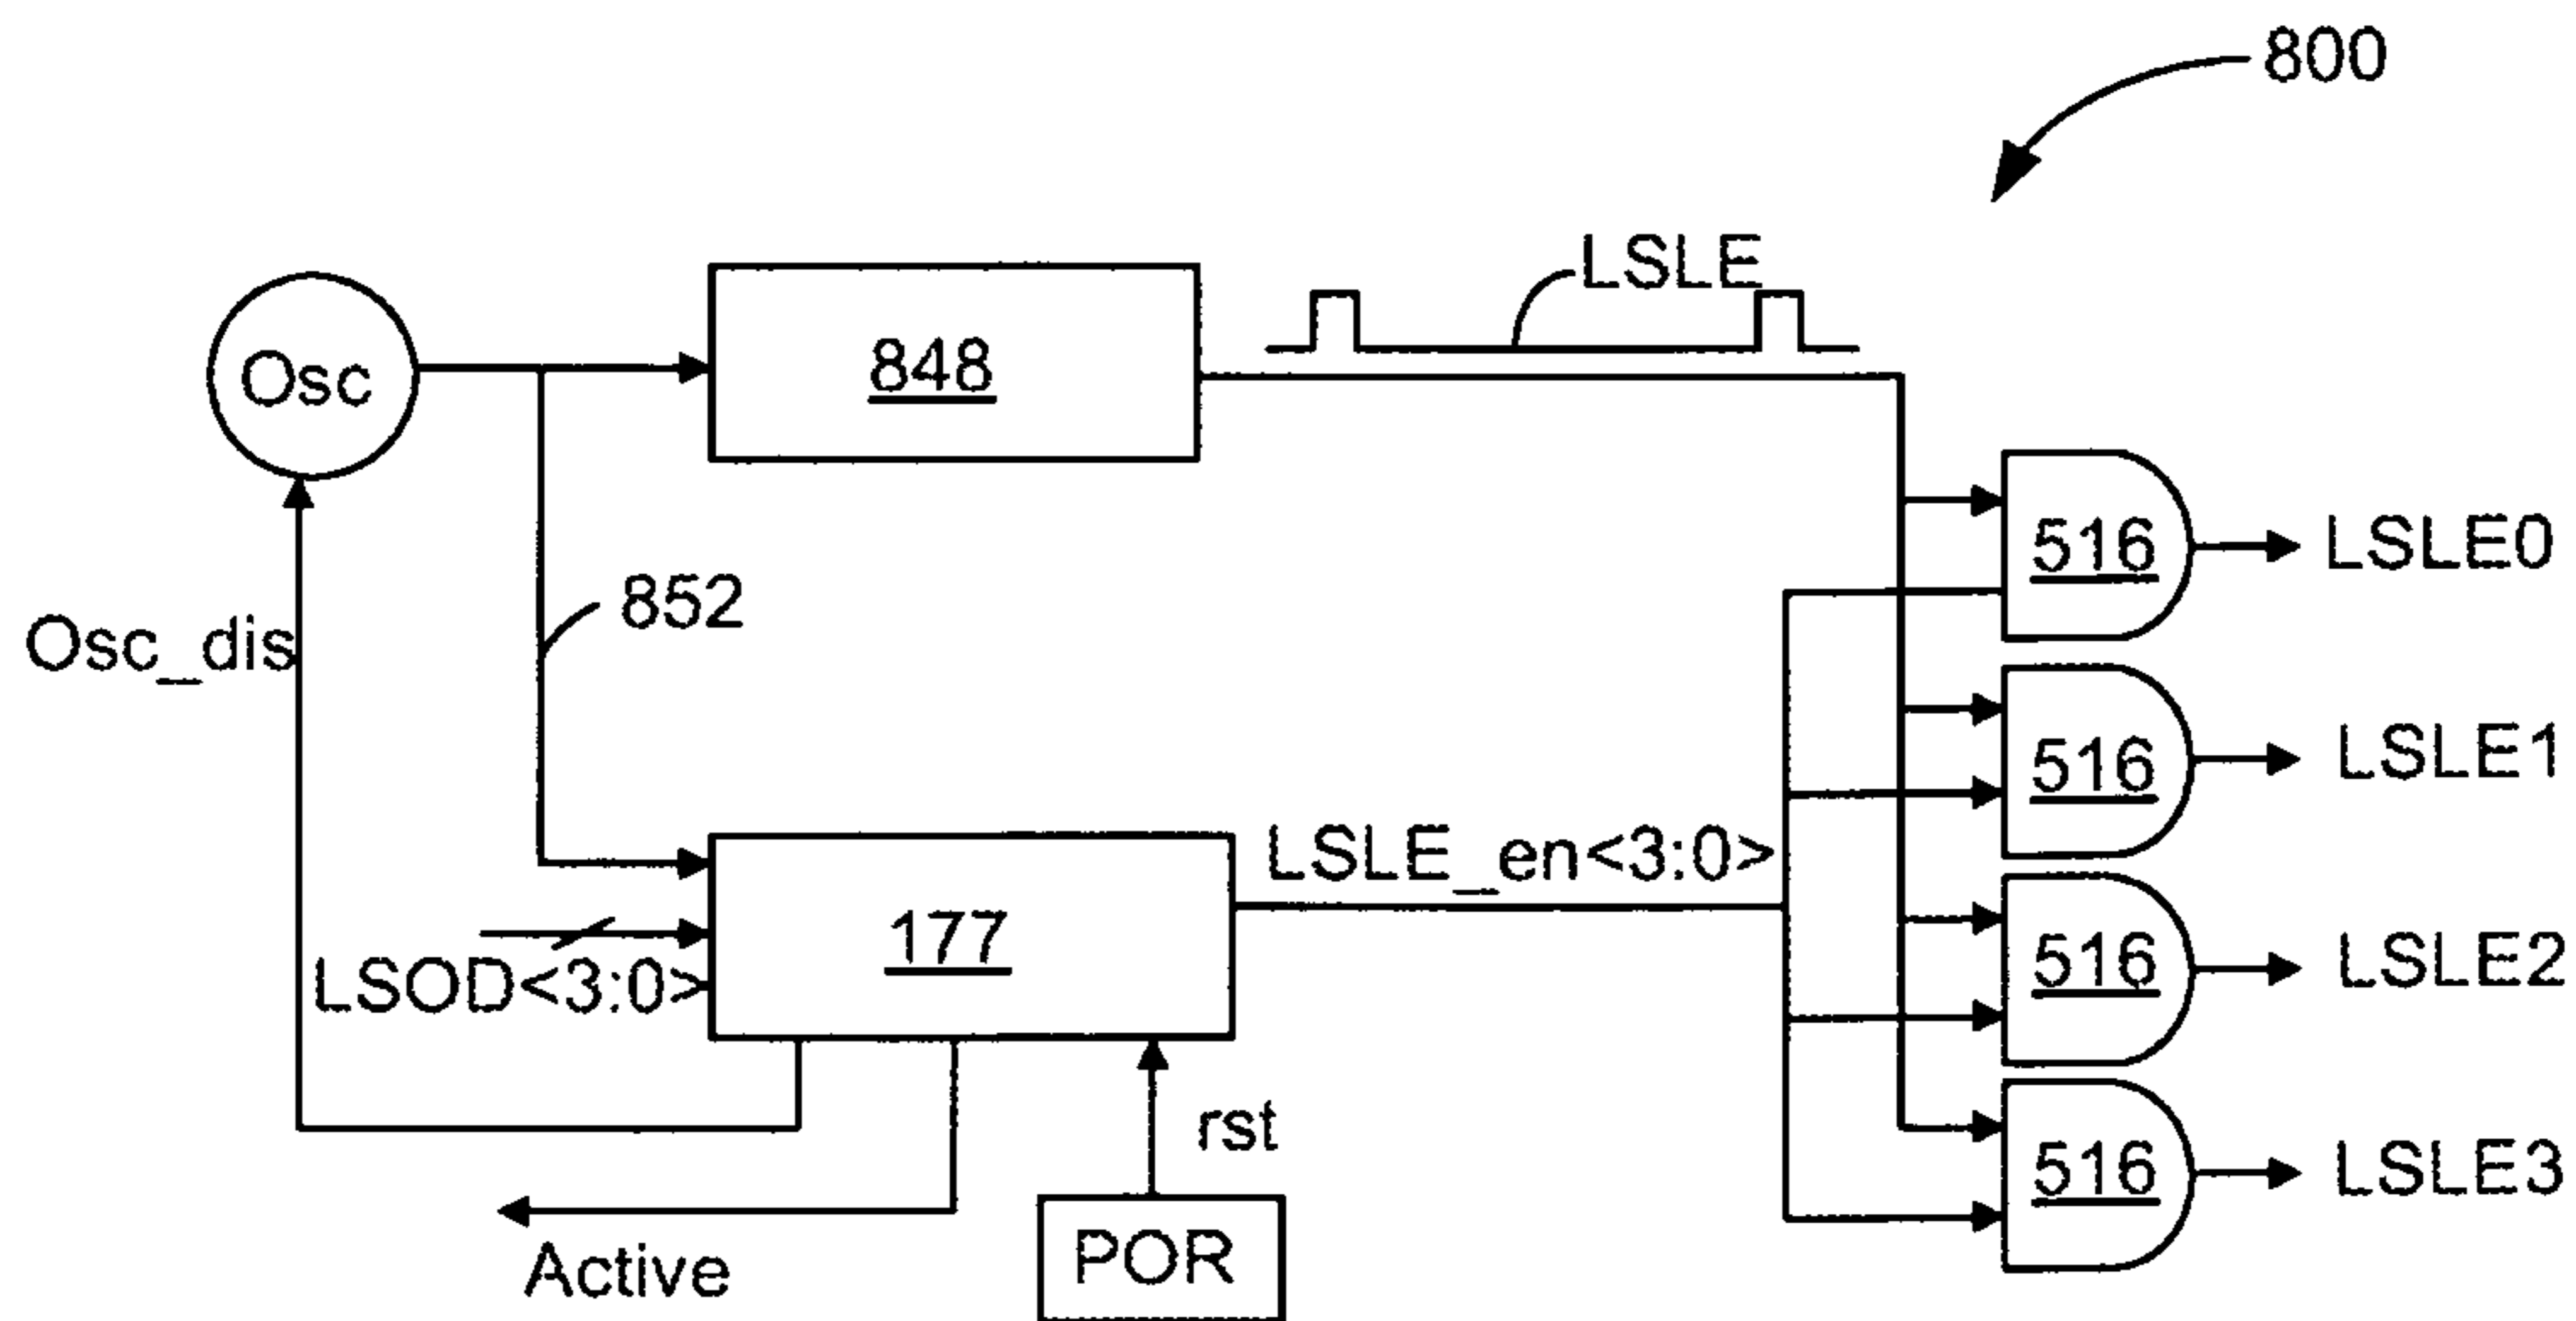 800
LSLE
Osc
848
516
LSLE0
852
Osc_dis
516
LSLE1
LSLE_en<3:0>
177
LSOD<3:0>
516
LSLE2
rst
516
LSLE3
Active
POR